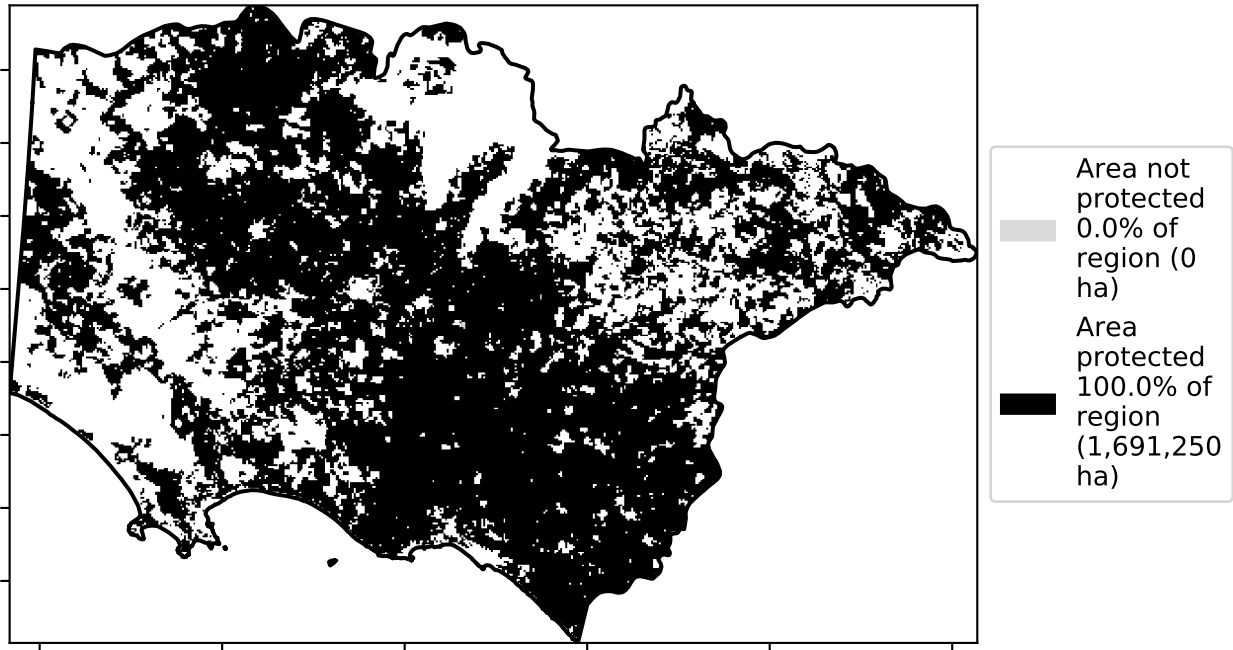 Area not
protected
0.0% of
region (0
ha)
Area
protected
100.0% of
region
(1,691,250
ha)